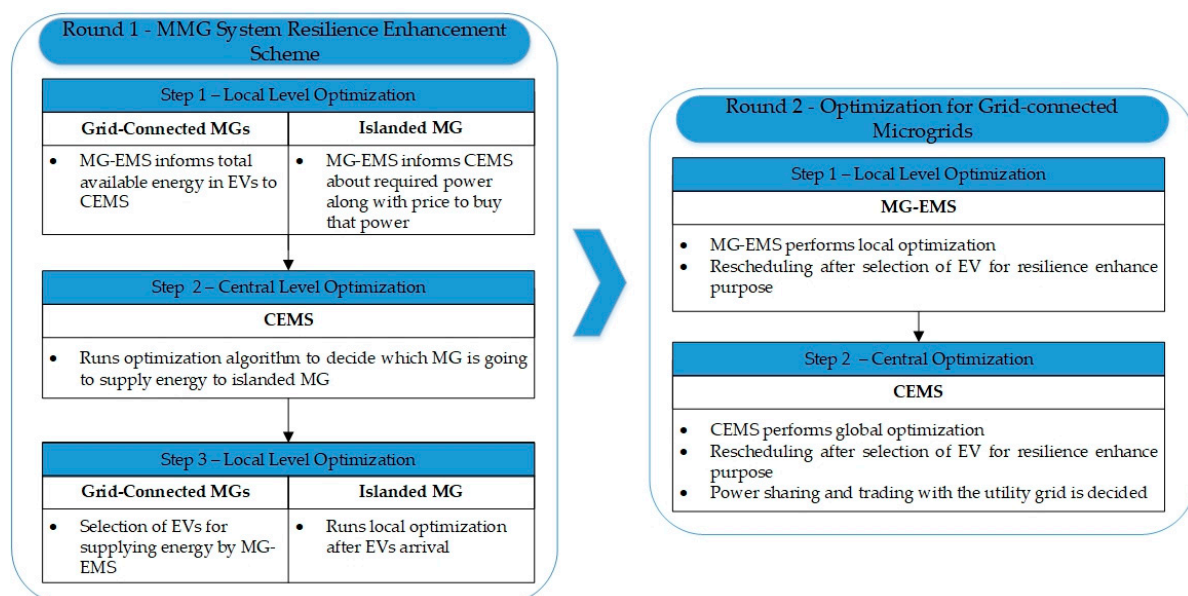 Round 1 - MMG System Resilience Enhancement
Scheme
Step 1 – Local Level Optimization
Grid-Connected MGs
• MG-EMS informs total
available energy in EVs to
CEMS
Islanded MG
• MG-EMS informs CEMS
about required power
along with price to buy
that power
Step 2 – Central Level Optimization
CEMS
• Runs optimization algorithm to decide which MG is going
to supply energy to islanded MG
Step 3 – Local Level Optimization
Grid-Connected MGs
• Selection of EVs for
supplying energy by MG-
EMS
Islanded MG
• Runs local optimization
after EVs arrival
Round 2 - Optimization for Grid-connected
Microgrids
Step 1 – Local Level Optimization
MG-EMS
• MG-EMS performs local optimization
• Rescheduling after selection of EV for resilience enhance
purpose
Step 2 – Central Optimization
CEMS
• CEMS performs global optimization
• Rescheduling after selection of EV for resilience enhance
purpose
• Power sharing and trading with the utility grid is decided